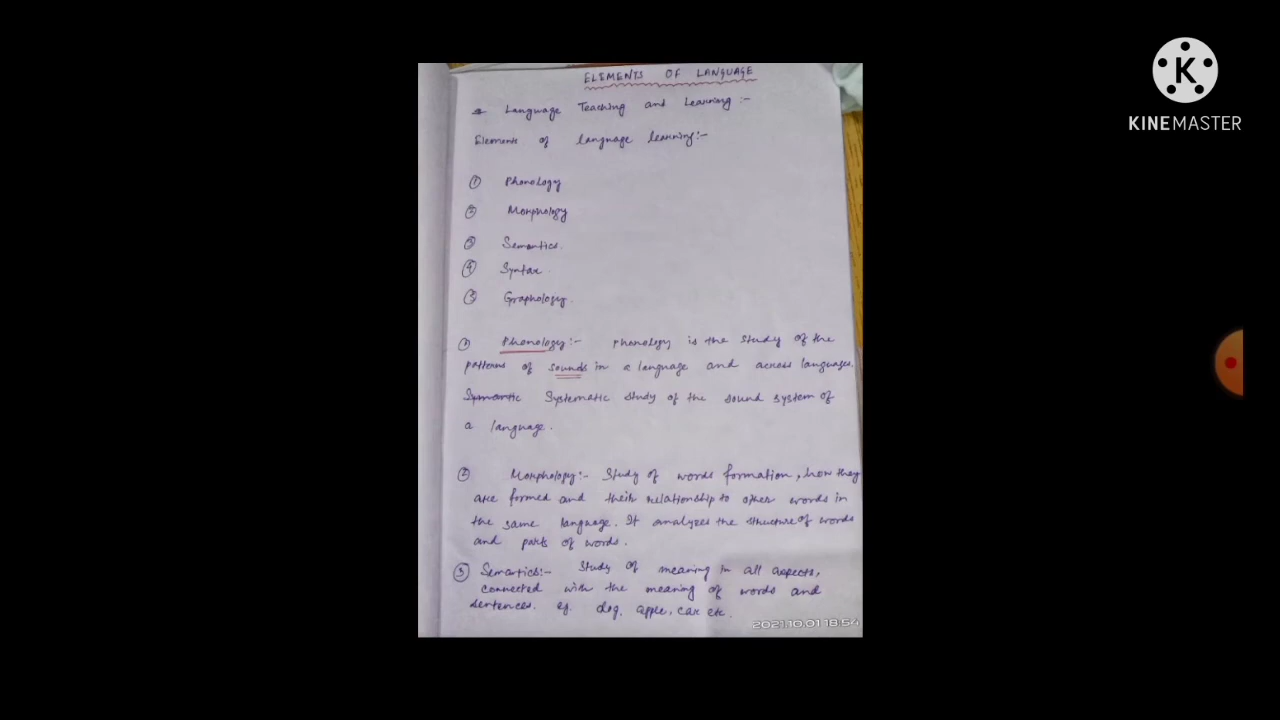 ELEMENTS OF LANGUAGE
→ Language Teaching and Learning :-
Elements of language learning:-
① Phonology
② Morphology
③ Semantics.
④ Syntax.
⑤ Graphology.
① Phonology:- Phonology is the study of the
patterns of sounds in a language and across languages.
Symantic Systematic study of the sound system of
a language.
② Morphology:- Study of words formation, how they
are formed and their relationship to other words in
the same language. It analyzes the structure of words
and parts of words.
③ Semantics:- Study of meaning in all aspects,
connected with the meaning of words and
sentences. eg. dog, apple, car etc.
2021.10.01 18:54
KINEMASTER